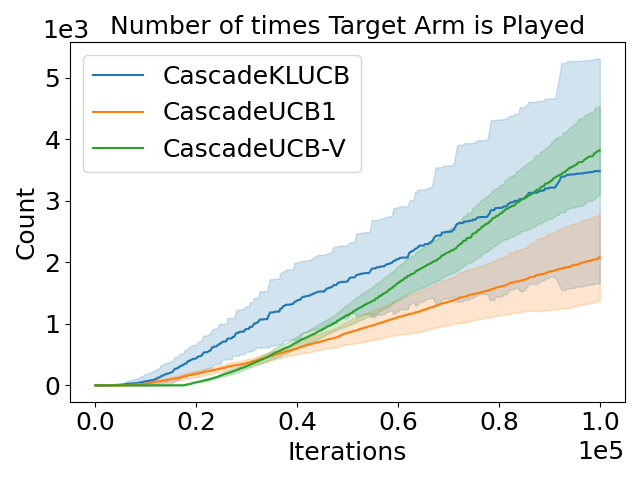 Number of times Target Arm is Played
1e3
CascadeKLUCB
CascadeUCB1
CascadeUCB-V
5
4
3
2
1
0
Count
0.0 0.2 0.4 0.6 0.8 1.0
Iterations
1e5